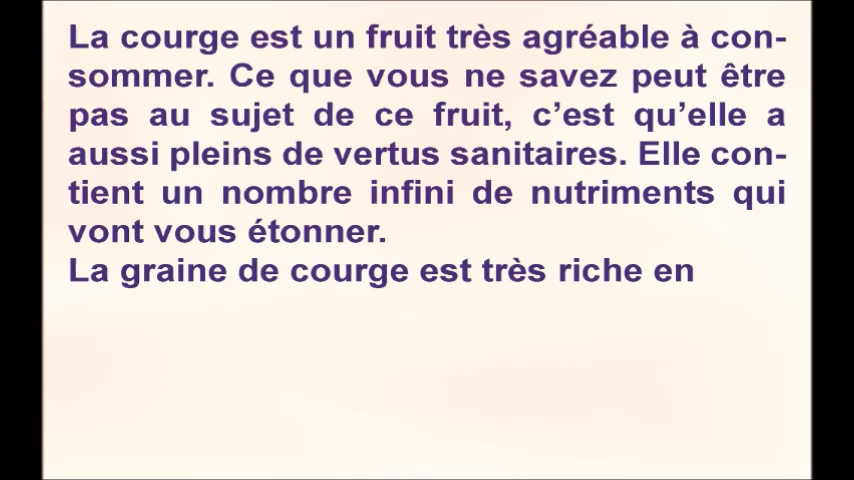 La courge est un fruit très agréable à con-
sommer. Ce que vous ne savez peut être
pas au sujet de ce fruit, c’est qu’elle a
aussi pleins de vertus sanitaires. Elle con-
tient un nombre infini de nutriments qui
vont vous étonner.
La graine de courge est très riche en